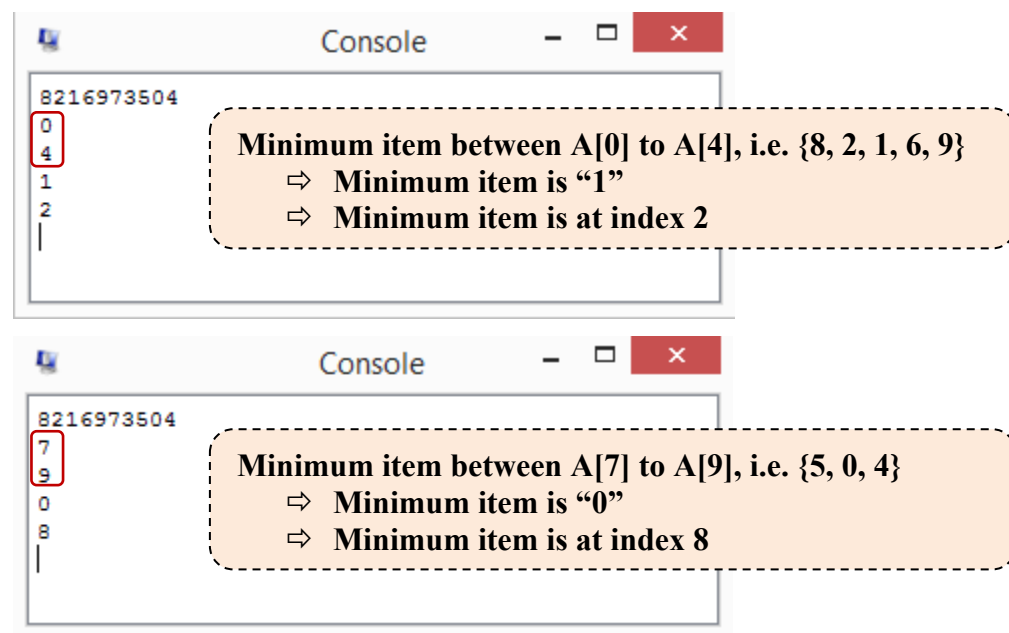 Console
8216973504
0
4
1
2
Minimum item between A[0] to A[4], i.e. {8, 2, 1, 6, 9}
⇨ Minimum item is “1”
⇨ Minimum item is at index 2
Console
8216973504
7
9
0
8
Minimum item between A[7] to A[9], i.e. {5, 0, 4}
⇨ Minimum item is “0”
⇨ Minimum item is at index 8